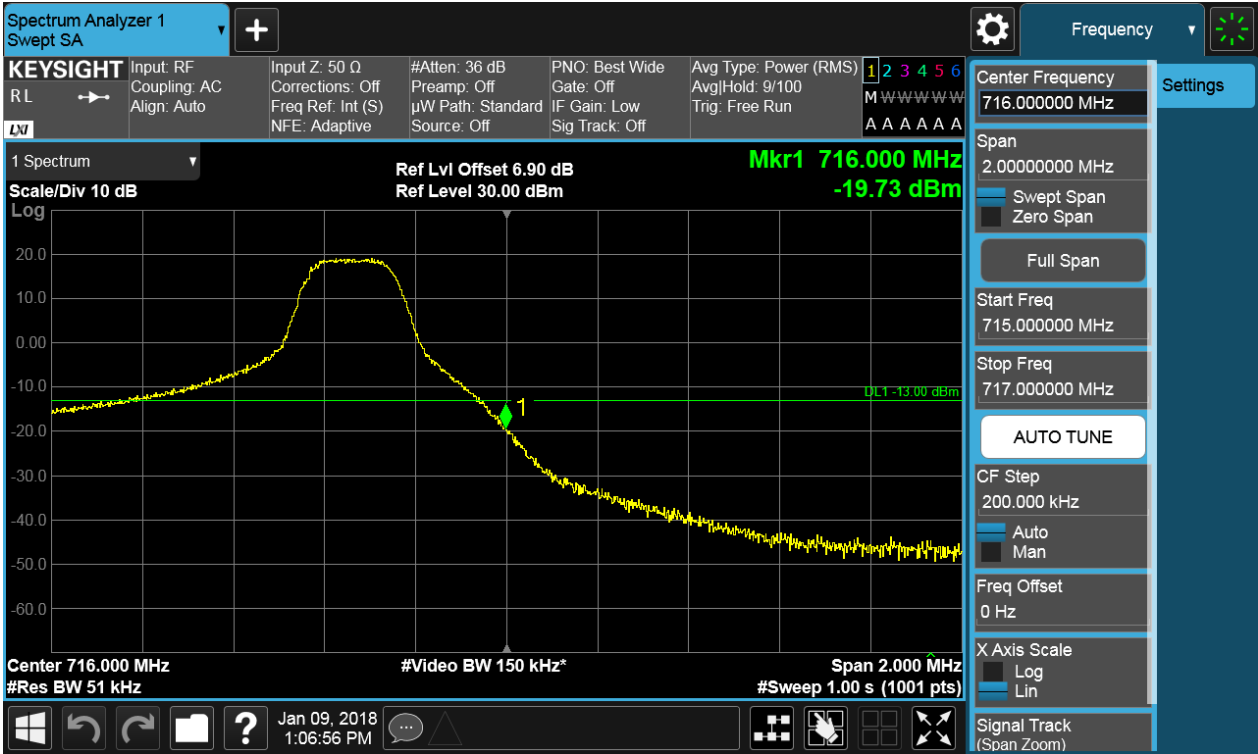 Spectrum Analyzer 1
Swept SA
Frequency
KEYSIGHT
R L
LXI
Input: RF
Coupling: AC
Align: Auto
Input Z: 50 Ω
Corrections: Off
Freq Ref: Int (S)
NFE: Adaptive
#Atten: 36 dB
Preamp: Off
µW Path: Standard
Source: Off
PNO: Best Wide
Gate: Off
IF Gain: Low
Sig Track: Off
Avg Type: Power (RMS)
Avg|Hold: 9/100
Trig: Free Run
1 2 3 4 5 6
M W W W W W
A A A A A A
1 Spectrum
Scale/Div 10 dB
Log
Ref Lvl Offset 6.90 dB
Ref Level 30.00 dBm
Mkr1 716.000 MHz
-19.73 dBm
20.0
10.0
0.00
-10.0
DL1 -13.00 dBm
1
-20.0
-30.0
-40.0
-50.0
-60.0
Center 716.000 MHz
#Res BW 51 kHz
#Video BW 150 kHz*
Span 2.000 MHz
#Sweep 1.00 s (1001 pts)
?
Jan 09, 2018
1:06:56 PM
Center Frequency
716.000000 MHz
Span
2.00000000 MHz
Swept Span
Zero Span
Full Span
Start Freq
715.000000 MHz
Stop Freq
717.000000 MHz
AUTO TUNE
CF Step
200.000 kHz
Auto
Man
Freq Offset
0 Hz
X Axis Scale
Log
Lin
Signal Track
(Span Zoom)
Settings